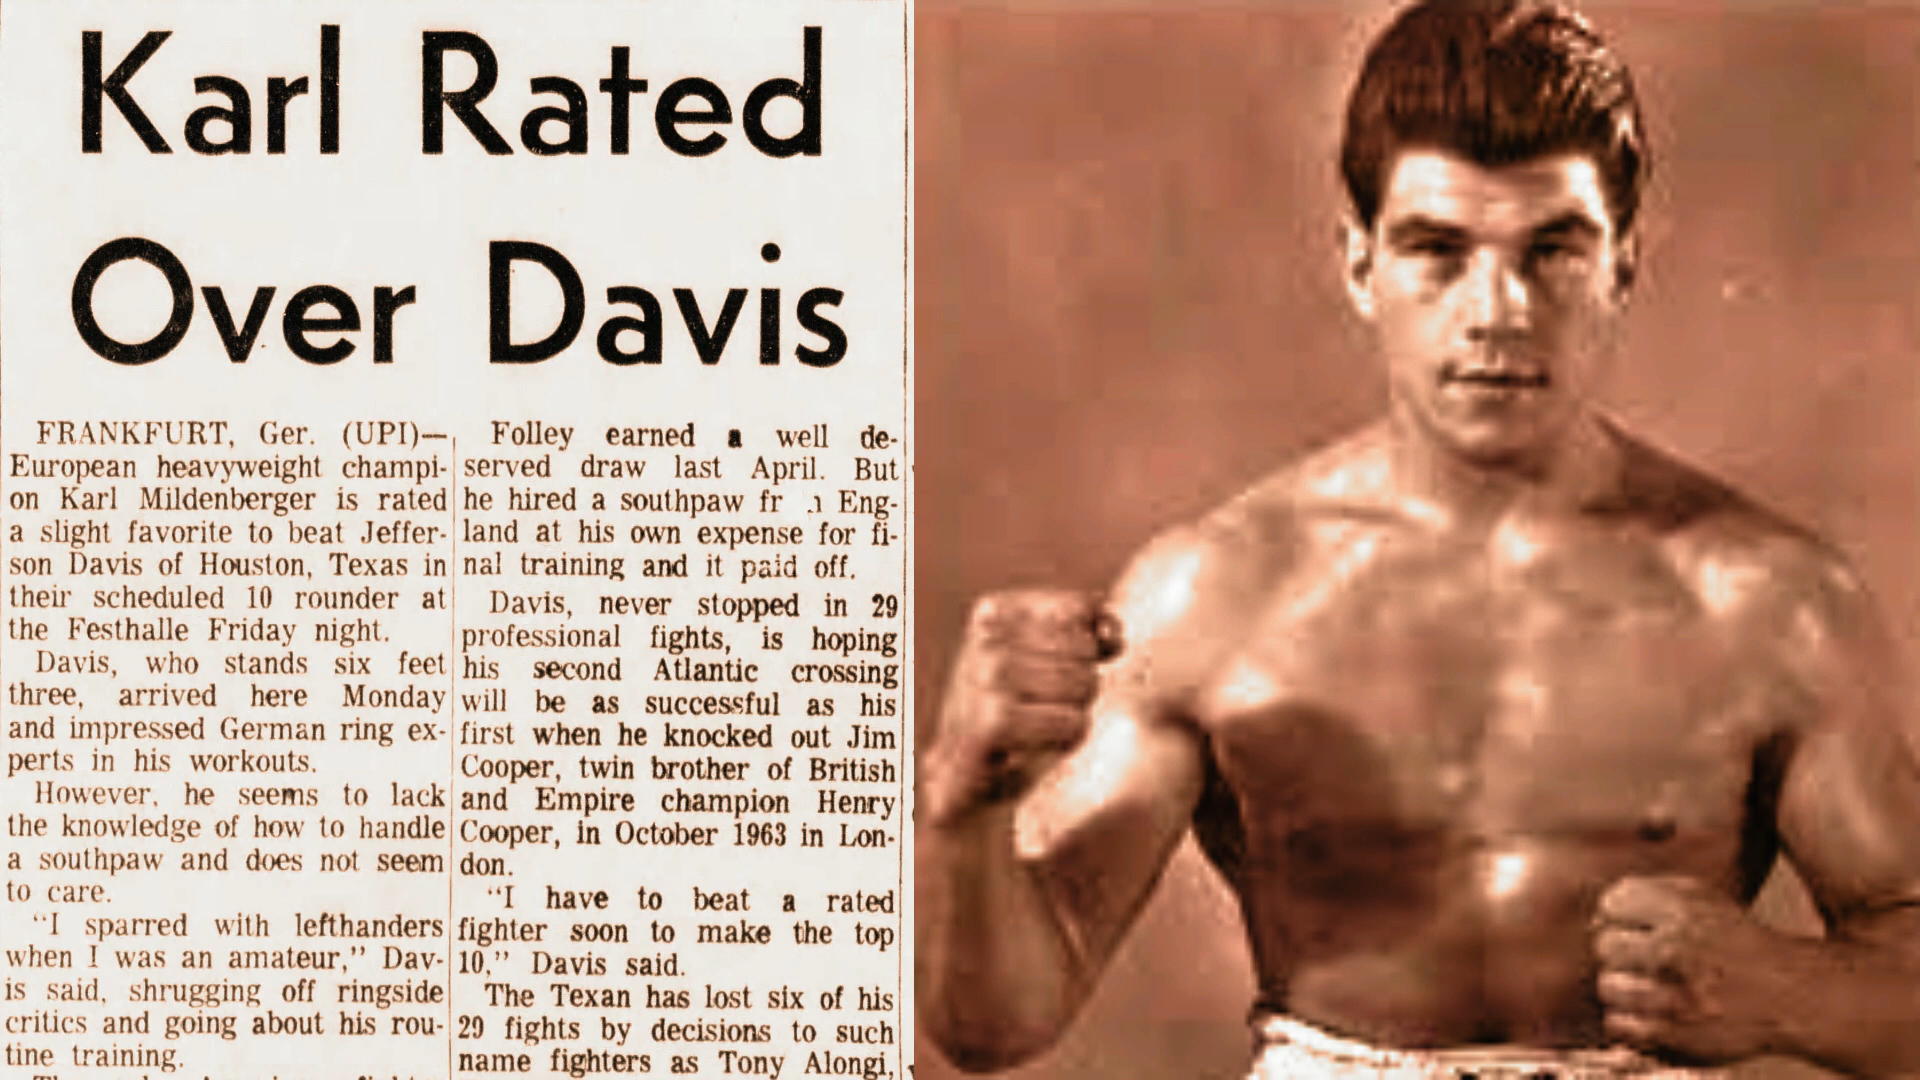 Karl Rated
Over Davis
FRANKFURT, Ger. (UPI)—
European heavyweight champi-
on Karl Mildenberger is rated
a slight favorite to beat Jeffer-
son Davis of Houston, Texas in
their scheduled 10 rounder at
the Festhalle Friday night.
Davis, who stands six feet
three, arrived here Monday
and impressed German ring ex-
perts in his workouts.
However, he seems to lack
the knowledge of how to handle
a southpaw and does not seem
to care.
"I sparred with lefthanders
when I was an amateur," Dav-
is said, shrugging off ringside
critics and going about his rou-
tine training.
Folley earned a well de-
served draw last April. But
he hired a southpaw Eng-
land at his own expense for fi-
nal training and it paid off.
Davis, never stopped in 29
professional fights, is hoping
his second Atlantic crossing
will be as successful as his
first when he knocked out Jim
Cooper, twin brother of British
and Empire champion Henry
Cooper, in October 1963 in Lon-
don.
"I have to beat a rated
fighter soon to make the top
10," Davis said.
The Texan has lost six of his
29 fights by decisions to such
name fighters as Tony Alongi,